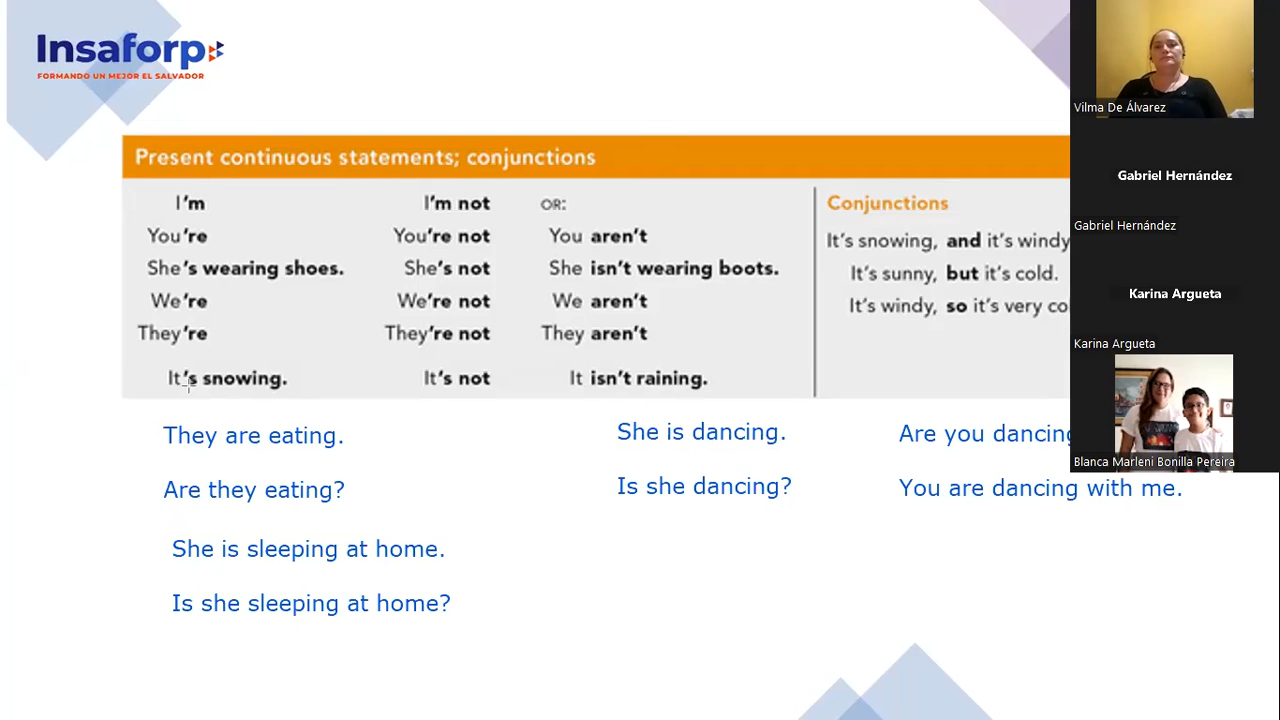 Insaforp
FORMANDO UN MEJOR EL SALVADOR
Present continuous statements; conjunctions
I'm I'm not OR:
You're You're not You aren't
She's wearing shoes. She's not She isn't wearing boots.
We're We're not We aren't
They're They're not They aren't
It's snowing. It's not It isn't raining.
Conjunctions
It's snowing, and it's windy
It's sunny, but it's cold.
It's windy, so it's very
They are eating.
Are they eating?
She is sleeping at home.
Is she sleeping at home?
She is dancing.
Is she dancing?
Are you dancing
You are dancing with me.
Vilma De Álvarez
Gabriel Hernández
Gabriel Hernández
Karina Argueta
Karina Argueta
Blanca Marleni Bonilla Pereira